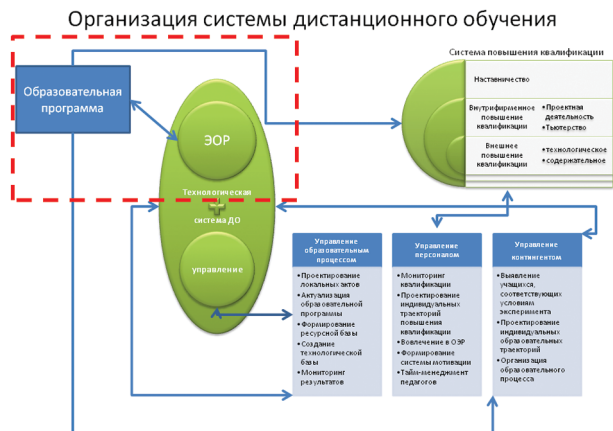 Организация системы дистанционного обучения
Образовательная
программа
ЭОР
Технологическая
система ДО
управление
Система повышения квалификации
Наставничество
Внутрифирменное
повышение
квалификации
• Проектная
деятельность
• Тьюторство
Внешнее
повышение
квалификации
• технологическое
• содержательное
Управление
образовательным
процессом
• Проектирование
локальных актов
• Актуализация
образовательной
программы
• Формирование
ресурсной базы
• Создание
технологической
базы
• Мониторинг
результатов
Управление
персоналом
• Мониторинг
квалификации
• Проектирование
индивидуальных
траекторий
повышения
квалификации
• Вовлечение в ОЭР
• Формирование
системы мотивации
• Тайм-менеджмент
педагогов
Управление
контингентом
• Выявление
учащихся,
соответствующих
условиям
эксперимента
• Проектирование
индивидуальных
образовательных
траекторий
• Организация
образовательного
процесса